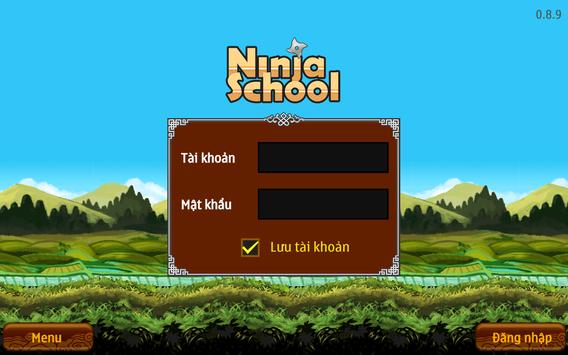 0.8.9
Ninja
School
Tài khoản
Mật khẩu
Lưu tài khoản
Menu
Đăng nhập